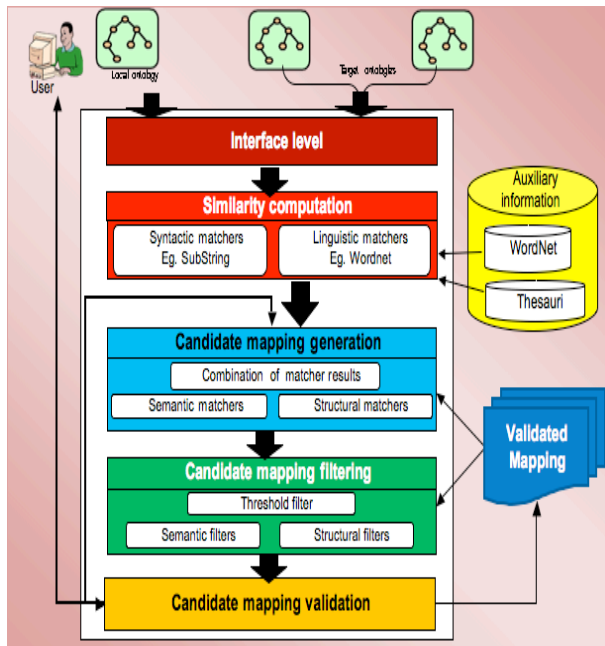 User
Local ontology
Target ontologies
Interface level
Similarity computation
Syntactic matchers
Eg. SubString
Linguistic matchers
Eg. Wordnet
Auxiliary
information
WordNet
Thesauri
Candidate mapping generation
Combination of matcher results
Semantic matchers
Structural matchers
Validated
Mapping
Candidate mapping filtering
Threshold filter
Semantic filters
Structural filters
Candidate mapping validation